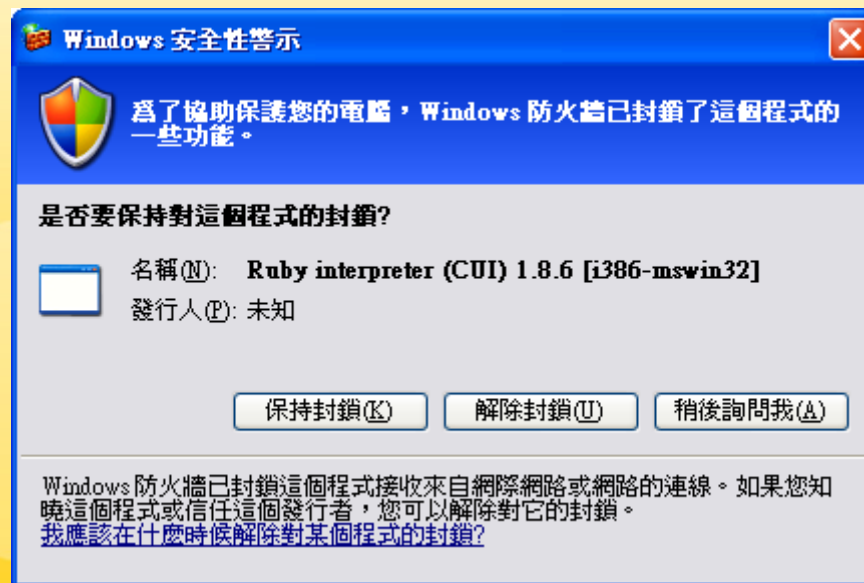 Windows 安全性警示
為了協助保護您的電腦，Windows 防火牆已封鎖了這個程式的
一些功能。
是否要保持對這個程式的封鎖?
名稱(N): Ruby interpreter (CUI) 1.8.6 [i386-mswin32]
發行人(P): 未知
保持封鎖(K) 解除封鎖(U) 稍後詢問我(A)
Windows 防火牆已封鎖這個程式接收來自網際網路或網路的連線。如果您知
曉這個程式或信任這個發行者，您可以解除對它的封鎖。
我應該在什麼時候解除對某個程式的封鎖?